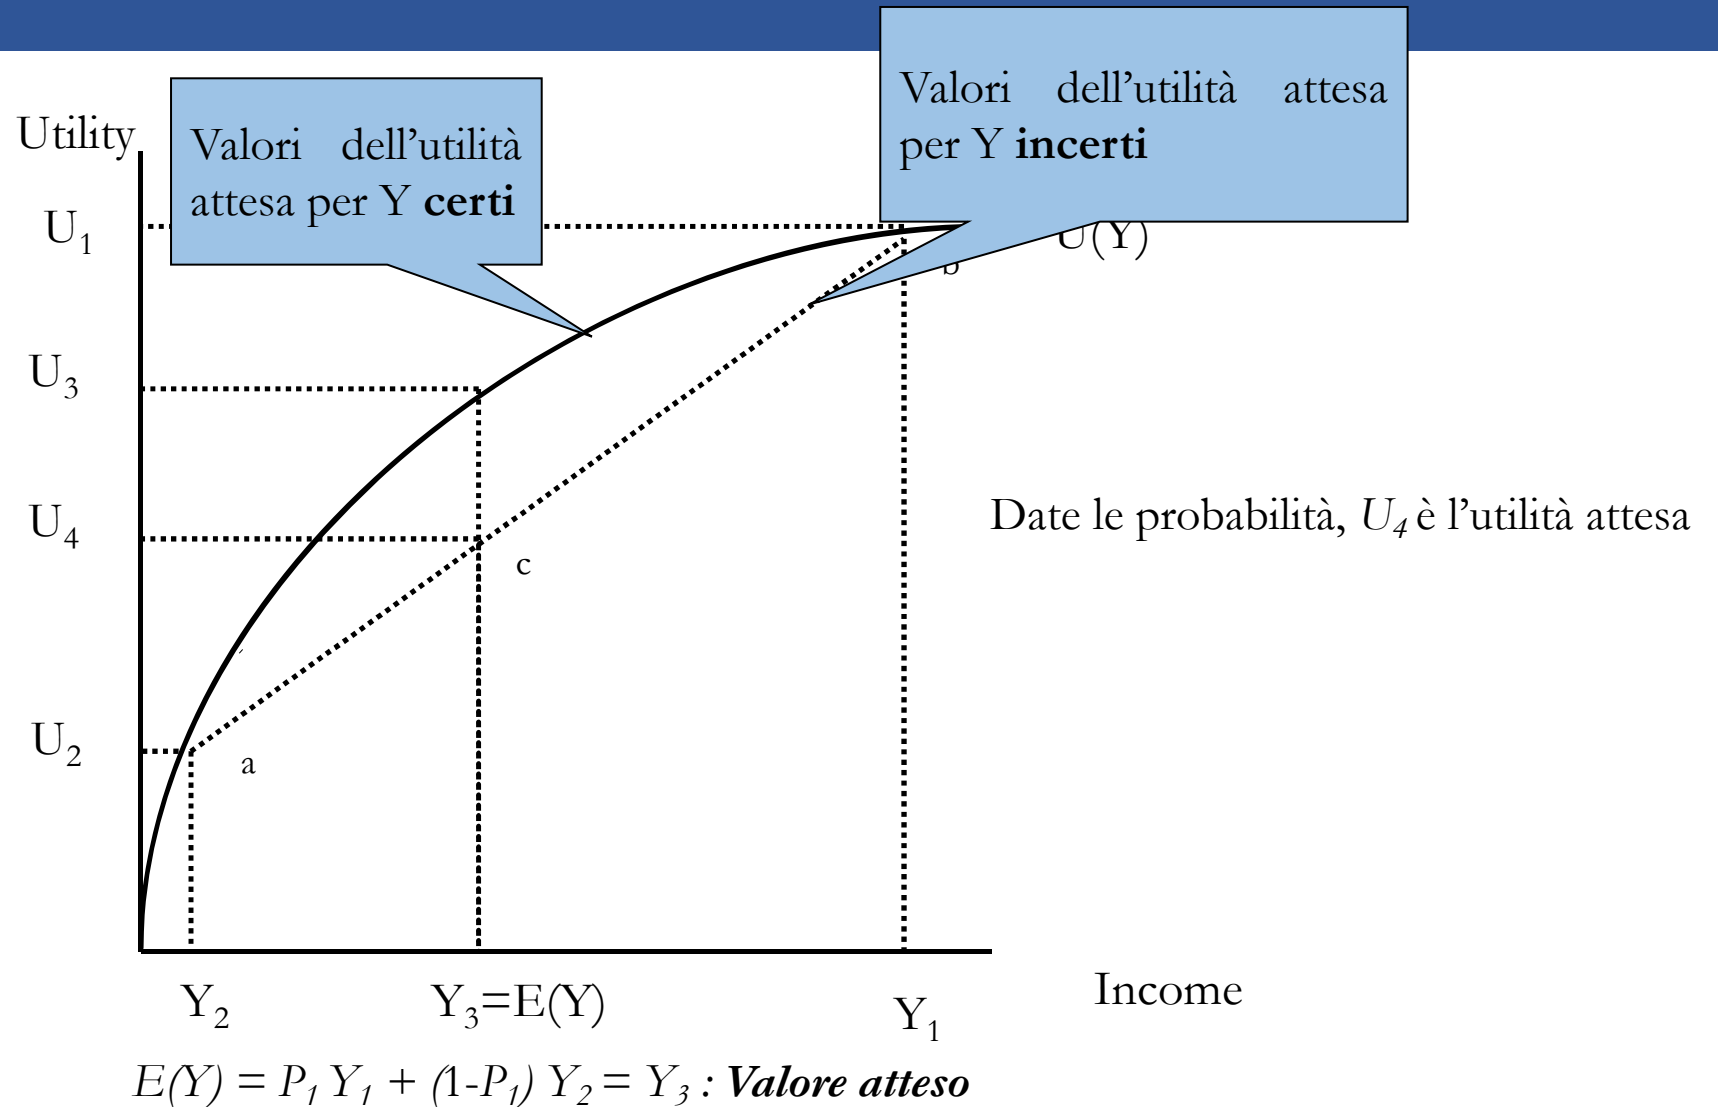 Valori dell’utilità attesa
per Y incerti
Utility
Valori dell’utilità
attesa per Y certi
U1
U(Y)
b
U3
U4
Date le probabilità, U4 è l’utilità attesa
c
U2
a
Y2
Y3=E(Y)
Y1
Income
E(Y) = P1 Y1 + (1-P1) Y2 = Y3 : Valore atteso